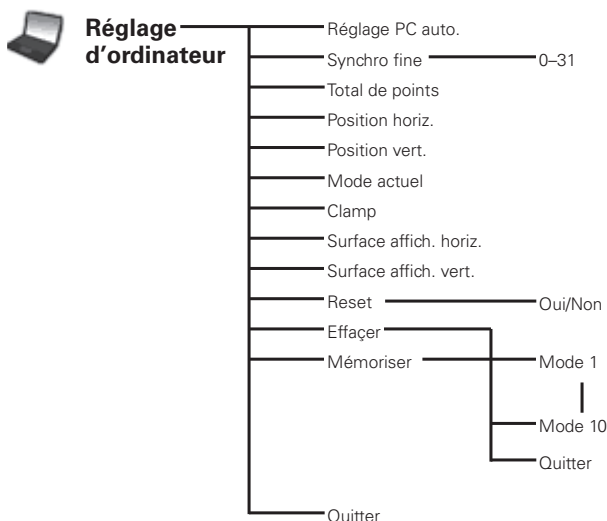 Réglage
d'ordinateur
Réglage PC auto.
Synchro fine 0–31
Total de points
Position horiz.
Position vert.
Mode actuel
Clamp
Surface affich. horiz.
Surface affich. vert.
Reset Oui/Non
Effaçer
Mémoriser Mode 1
Mode 10
Quitter
Quitter